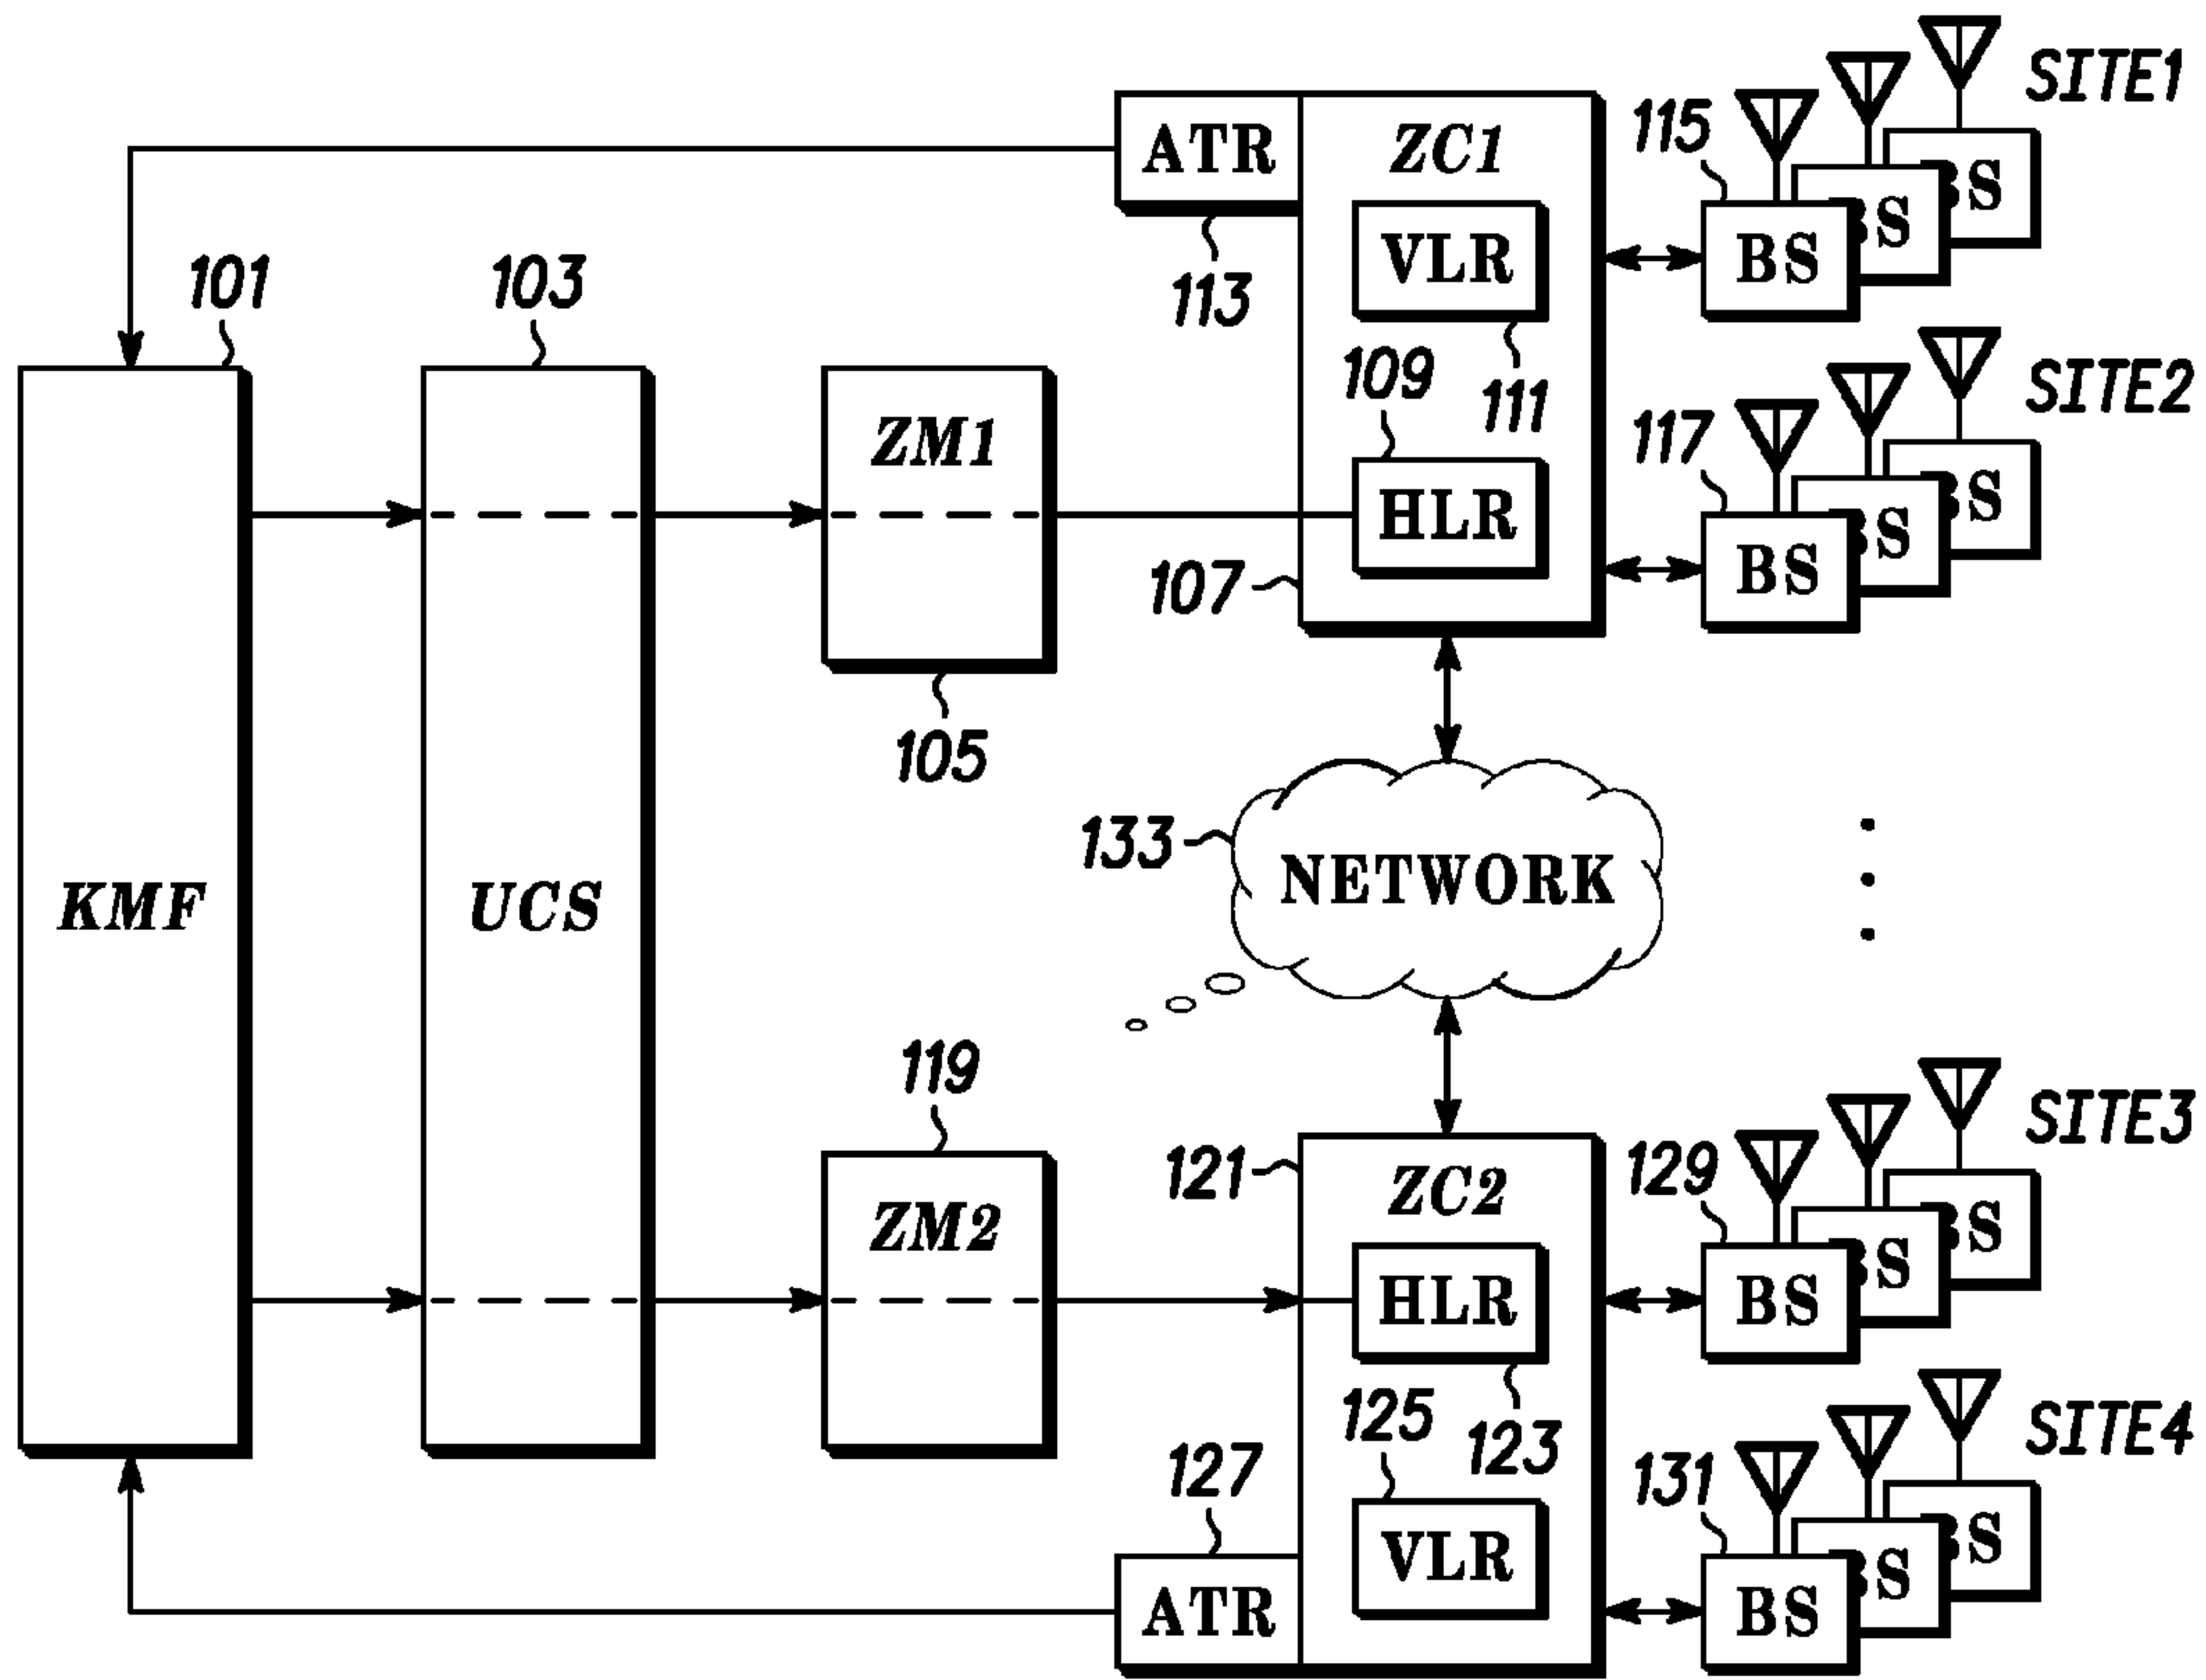 SITE1
ATR
ZC1
115
BS
BS
BS
VLR
113
111
101
103
109
SITE2
117
BS
BS
BS
ZM1
HLR
107
105
133
NETWORK
KMF
UCS
119
121
ZC2
SITE3
129
BS
BS
BS
ZM2
HLR
123
125
SITE4
127
131
BS
BS
BS
VLR
ATR